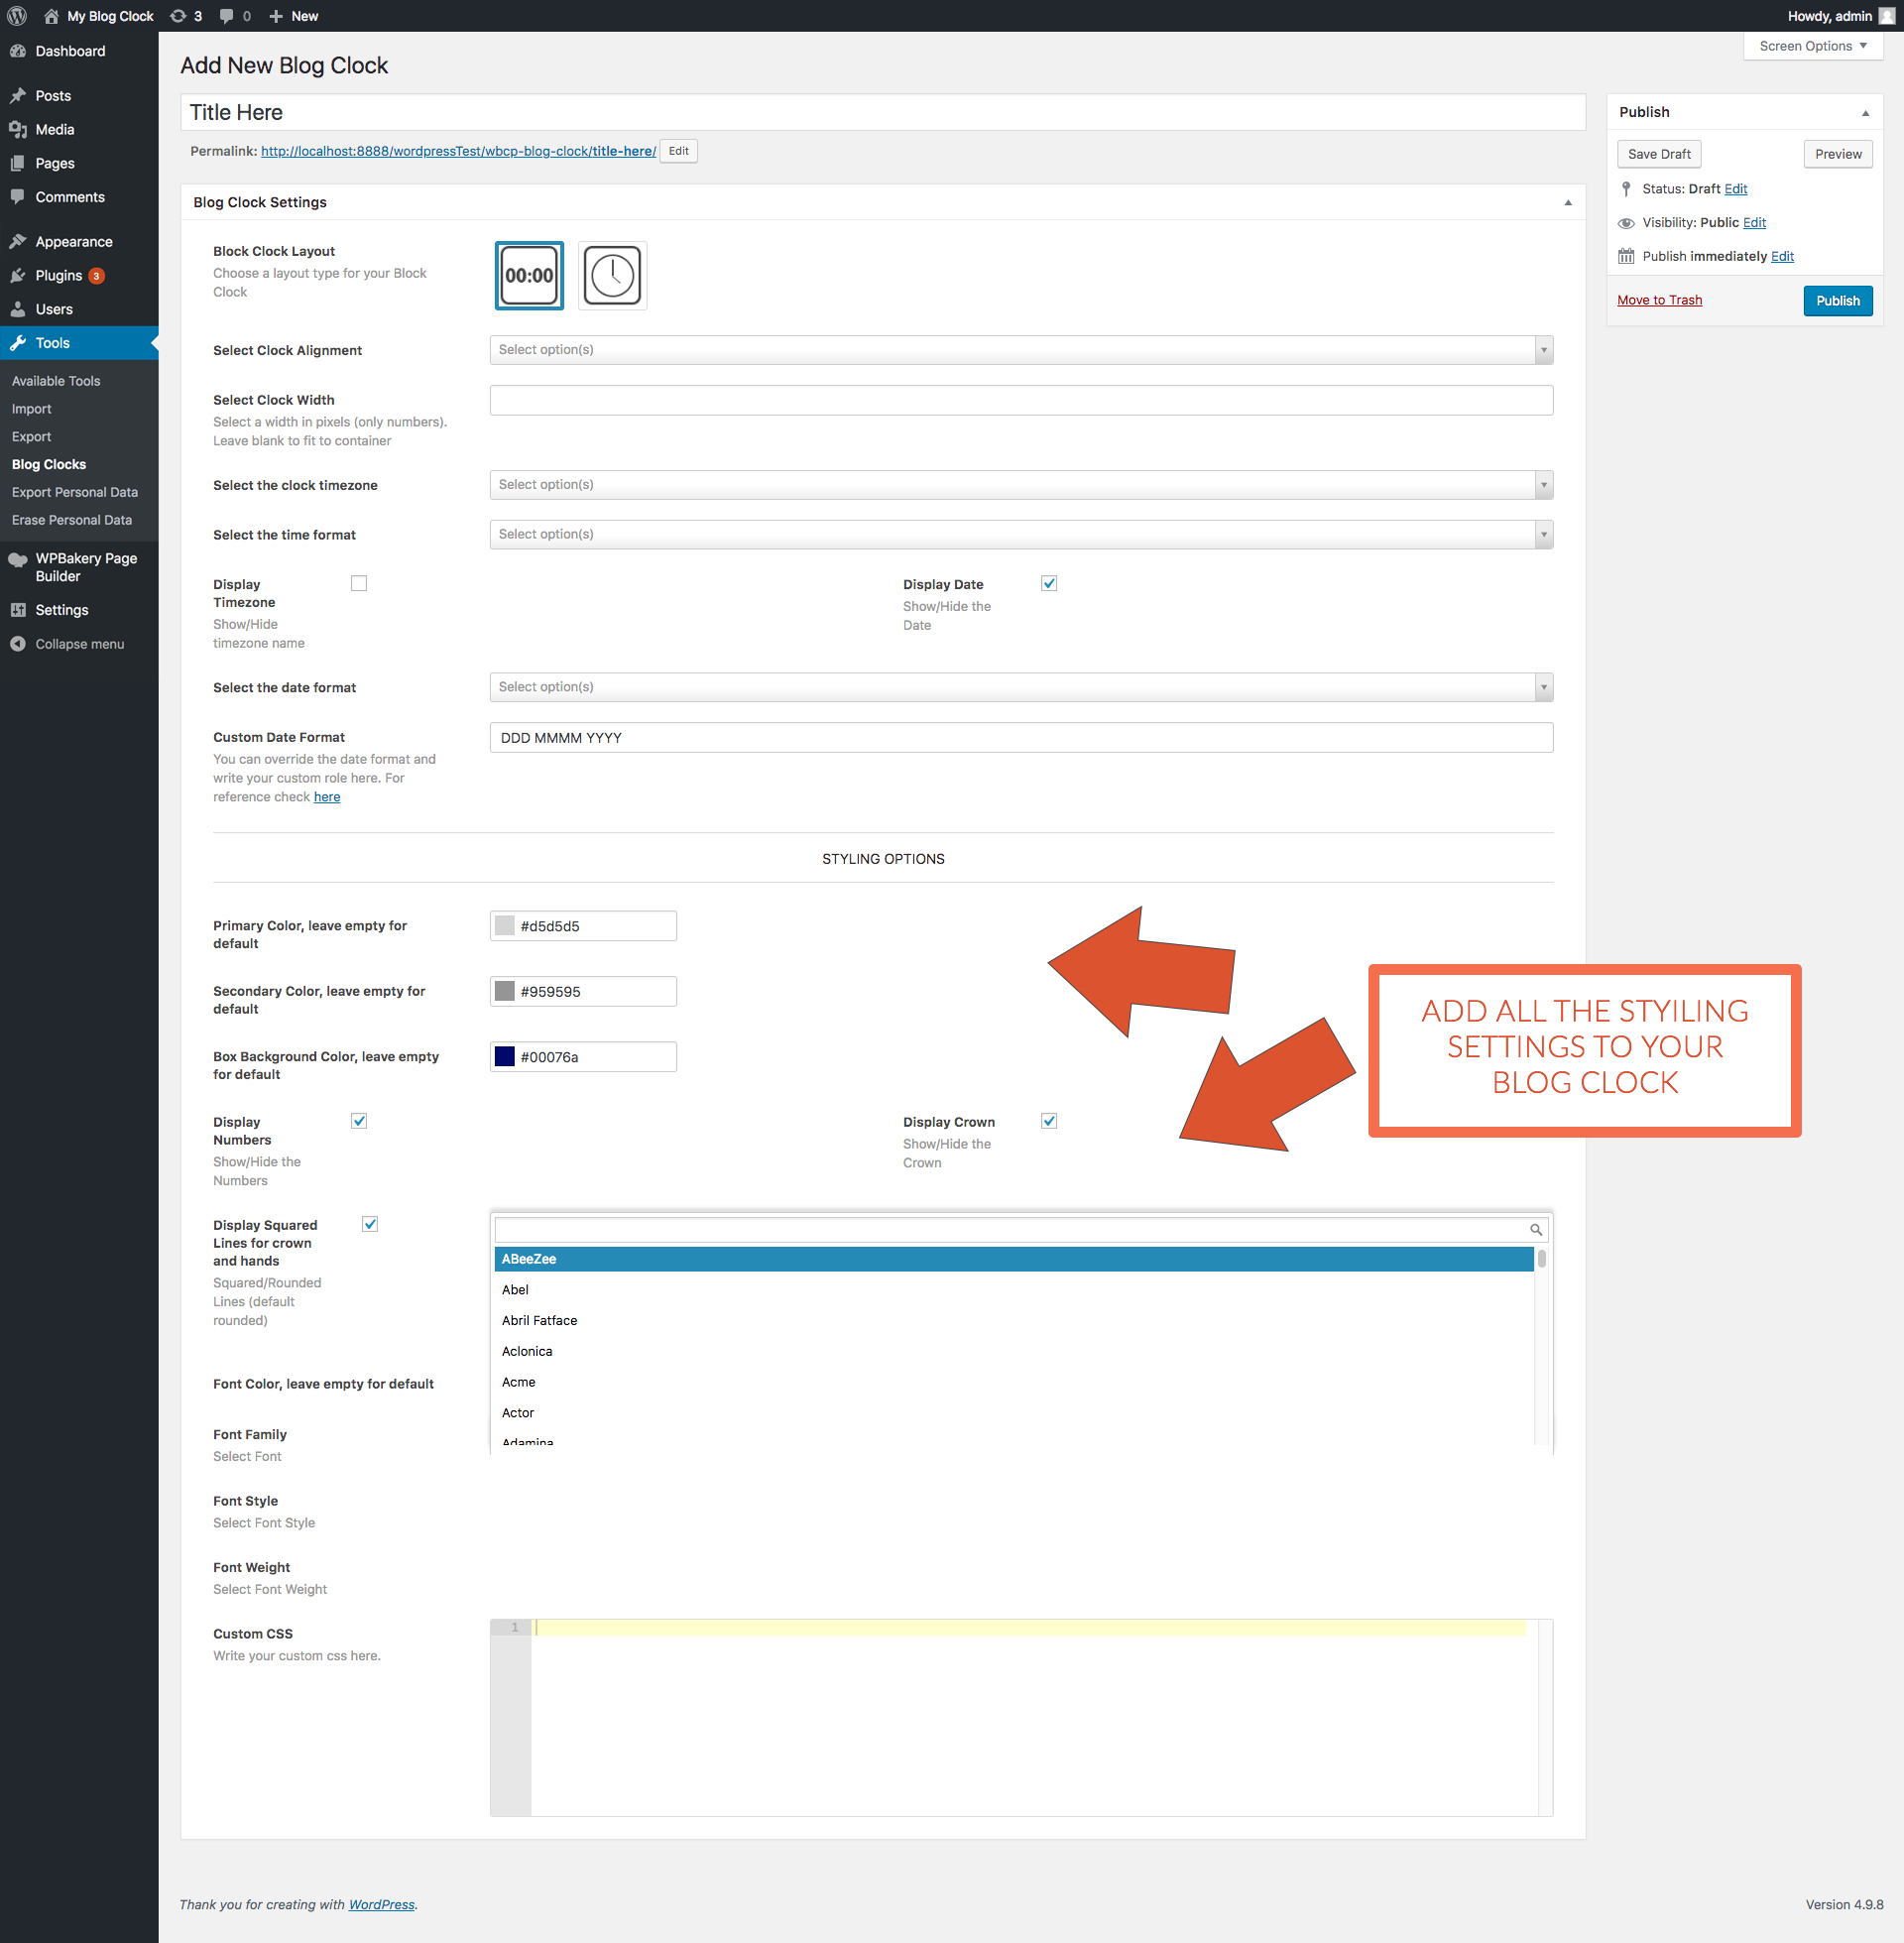 My Blog Clock 3 0 New Howdy, admin
Screen Options
Dashboard
Posts
Media
Pages
Comments
Appearance
Plugins 3
Users
Tools
Available Tools
Import
Export
Blog Clocks
Export Personal Data
Erase Personal Data
WPBakery Page
Builder
Settings
Collapse menu
Add New Blog Clock
Title Here
Permalink: http://localhost:8888/wordpressTest/wbcp-blog-clock/title-here/ Edit
Blog Clock Settings
Block Clock Layout
Choose a layout type for your Block
Clock
00:00
Select Clock Alignment
Select option(s)
Select Clock Width
Select a width in pixels (only numbers).
Leave blank to fit to container
Select the clock timezone
Select option(s)
Select the time format
Select option(s)
Display
Timezone
Show/Hide
timezone name
Display Date
Show/Hide the
Date
Select the date format
Select option(s)
Custom Date Format
You can override the date format and
write your custom role here. For
reference check here
DDD MMMM YYYY
STYLING OPTIONS
Primary Color, leave empty for
default
#d5d5d5
Secondary Color, leave empty for
default
#959595
Box Background Color, leave empty
for default
#00076a
Display
Numbers
Show/Hide the
Numbers
Display Crown
Show/Hide the
Crown
Display Squared
Lines for crown
and hands
Squared/Rounded
Lines (default
rounded)
ABeeZee
Abel
Abril Fatface
Aclonica
Acme
Actor
Adamina
Font Color, leave empty for default
Font Family
Select Font
Font Style
Select Font Style
Font Weight
Select Font Weight
Custom CSS
Write your custom css here.
1
Publish
Save Draft Preview
Status: Draft Edit
Visibility: Public Edit
Publish immediately Edit
Move to Trash Publish
ADD ALL THE STYILING
SETTINGS TO YOUR
BLOG CLOCK
Thank you for creating with WordPress.
Version 4.9.8